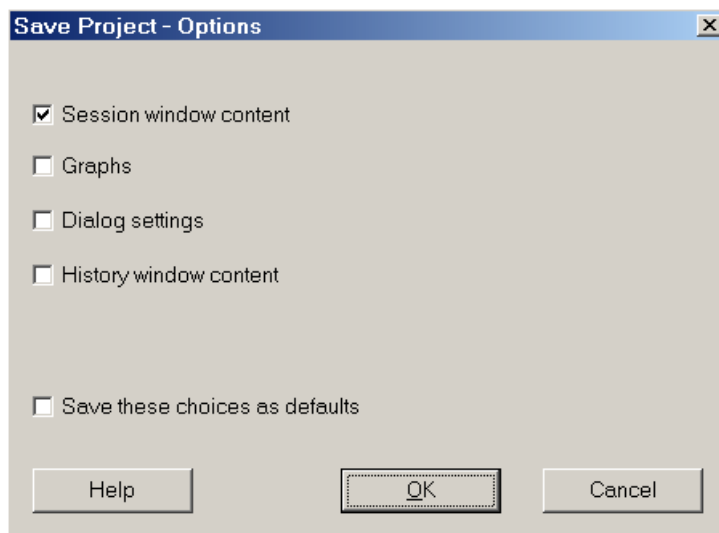 Save Project - Options
Session window content
Graphs
Dialog settings
History window content
Save these choices as defaults
Help OK Cancel